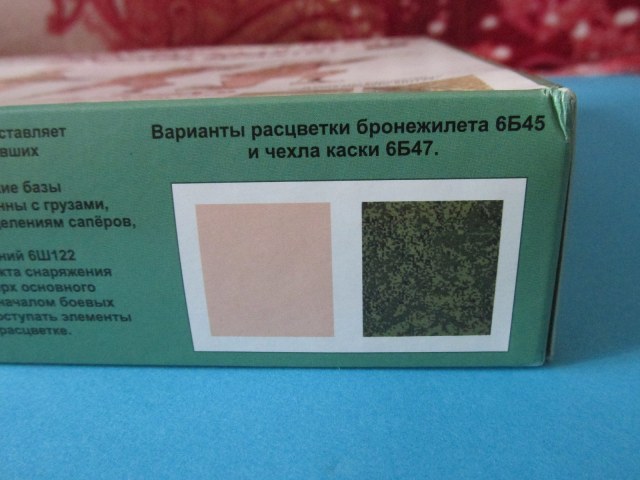 Варианты расцветки бронежилета 6Б45
и чехла каски 6Б47.
ставляет
вших
кие базы
нны с грузами,
делениям сапёров,
ний 6Ш122
кта снаряжения
рх основного
началом боевых
оступать элементы
расцветке.